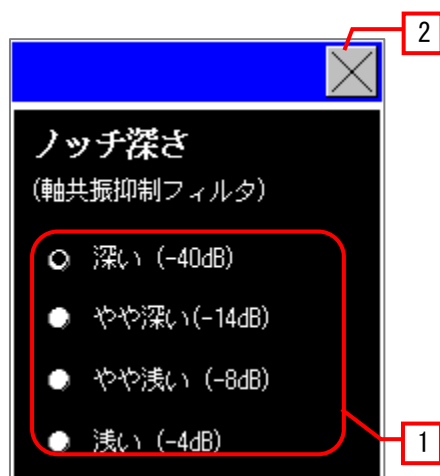 2
ノッチ深さ
(軸共振抑制フィルタ)
深い (-40dB)
やや深い(-14dB)
やや浅い (-8dB)
浅い (-4dB)
1